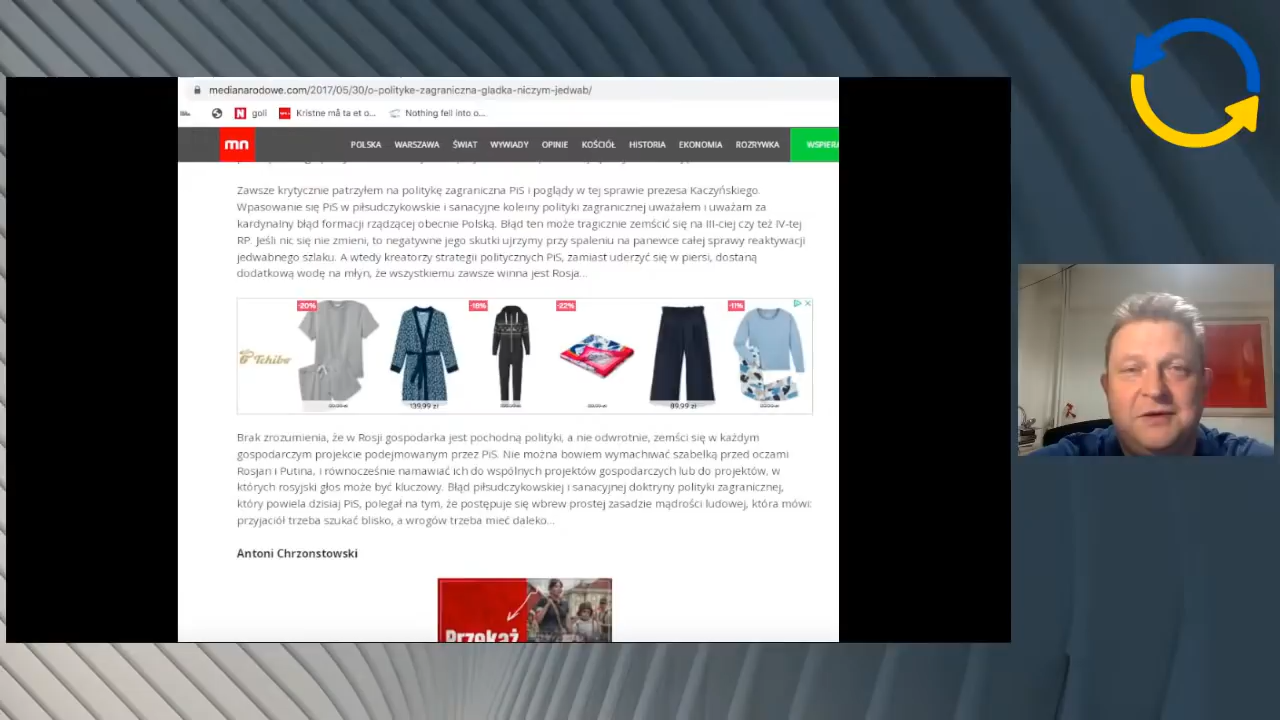 medianarodowe.com/2017/05/30/o-polityke-zagraniczna-gladka-niczym-jedwab/
goli
Kristne må ta et o...
Nothing fell into o...
mn
POLSKA WARSZAWA ŚWIAT WYWIADY OPINIE KOŚCIÓŁ HISTORIA EKONOMIA ROZRYWKA WSPIERA
Zawsze krytycznie patrzyłem na politykę zagraniczna PiS i poglądy w tej sprawie prezesa Kaczyńskiego.
Wpasowanie się PiS w piłsudczykowskie i sanacyjne koleiny polityki zagranicznej uważałem i uważam za
kardynalny błąd formacji rządzącej obecnie Polską. Błąd ten może tragicznie zemścić się na III-ciej czy też IV-tej
RP. Jeśli nic się nie zmieni, to negatywne jego skutki ujrzymy przy spaleniu na panewce całej sprawy reaktywacji
jedwabnego szlaku. A wtedy kreatorzy strategii politycznych PiS, zamiast uderzyć się w piersi, dostaną
dodatkową wodę na młyn, że wszystkiemu zawsze winna jest Rosja...
-20%
-18%
-22%
-11%
Tchibo
139,99 zł
89,99 zł
Brak zrozumienia, że w Rosji gospodarka jest pochodną polityki, a nie odwrotnie, zemści się w każdym
gospodarczym projekcie podejmowanym przez PiS. Nie można bowiem wymachiwać szabelką przed oczami
Rosjan i Putina, i równocześnie namawiać ich do wspólnych projektów gospodarczych lub do projektów, w
których rosyjski głos może być kluczowy. Błąd piłsudczykowskiej i sanacyjnej doktryny polityki zagranicznej,
który powiela dzisiaj PiS, polegał na tym, że postępuje się wbrew prostej zasadzie mądrości ludowej, która mówi:
przyjaciół trzeba szukać blisko, a wrogów trzeba mieć daleko...
Antoni Chrzonstowski
Przekaż